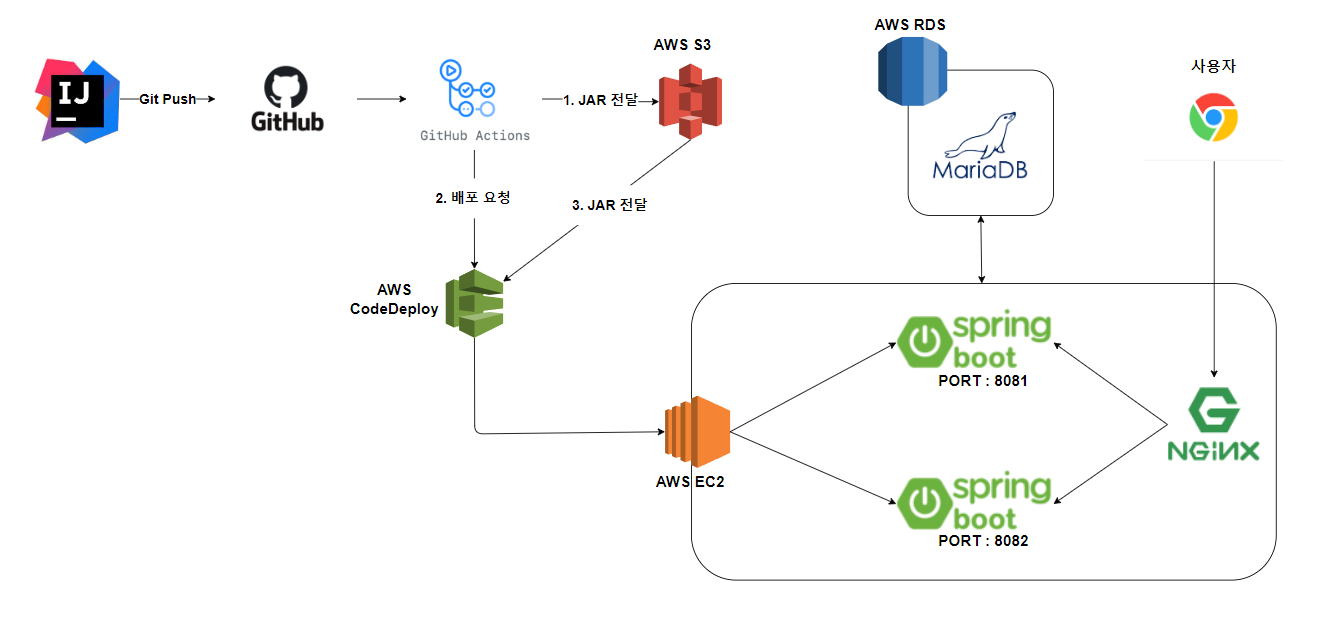 AWS RDS
AWS S3
사용자
IJ
Git Push
GitHub
GitHub Actions
1. JAR 전달
MariaDB
2. 배포 요청
3. JAR 전달
AWS
CodeDeploy
spring
boot
PORT : 8081
NGINX
AWS EC2
spring
boot
PORT : 8082